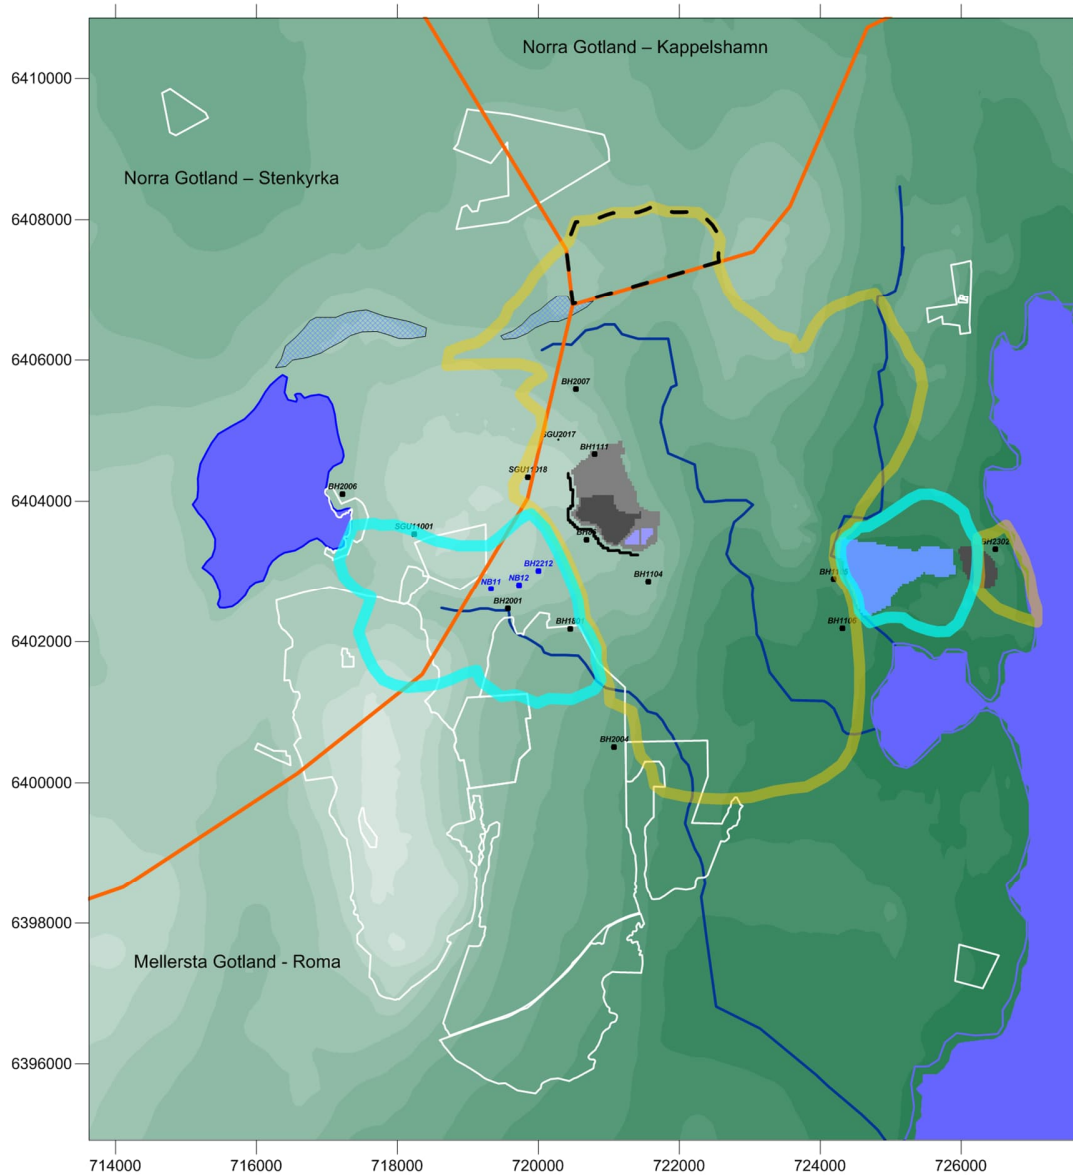 Norra Gotland – Kappelshamn
6410000
Norra Gotland – Stenkyrka
6408000
6406000
BH2007
SGU2017
BH1111
SGU11018
BH2006
6404000
SGU11001
BH2302
BH2212
BH1104
NB12
NB11
BH2001
BH1801
BH1106
6402000
BH2004
6400000
6398000
Mellersta Gotland - Roma
6396000
714000 716000 718000 720000 722000 724000 726000